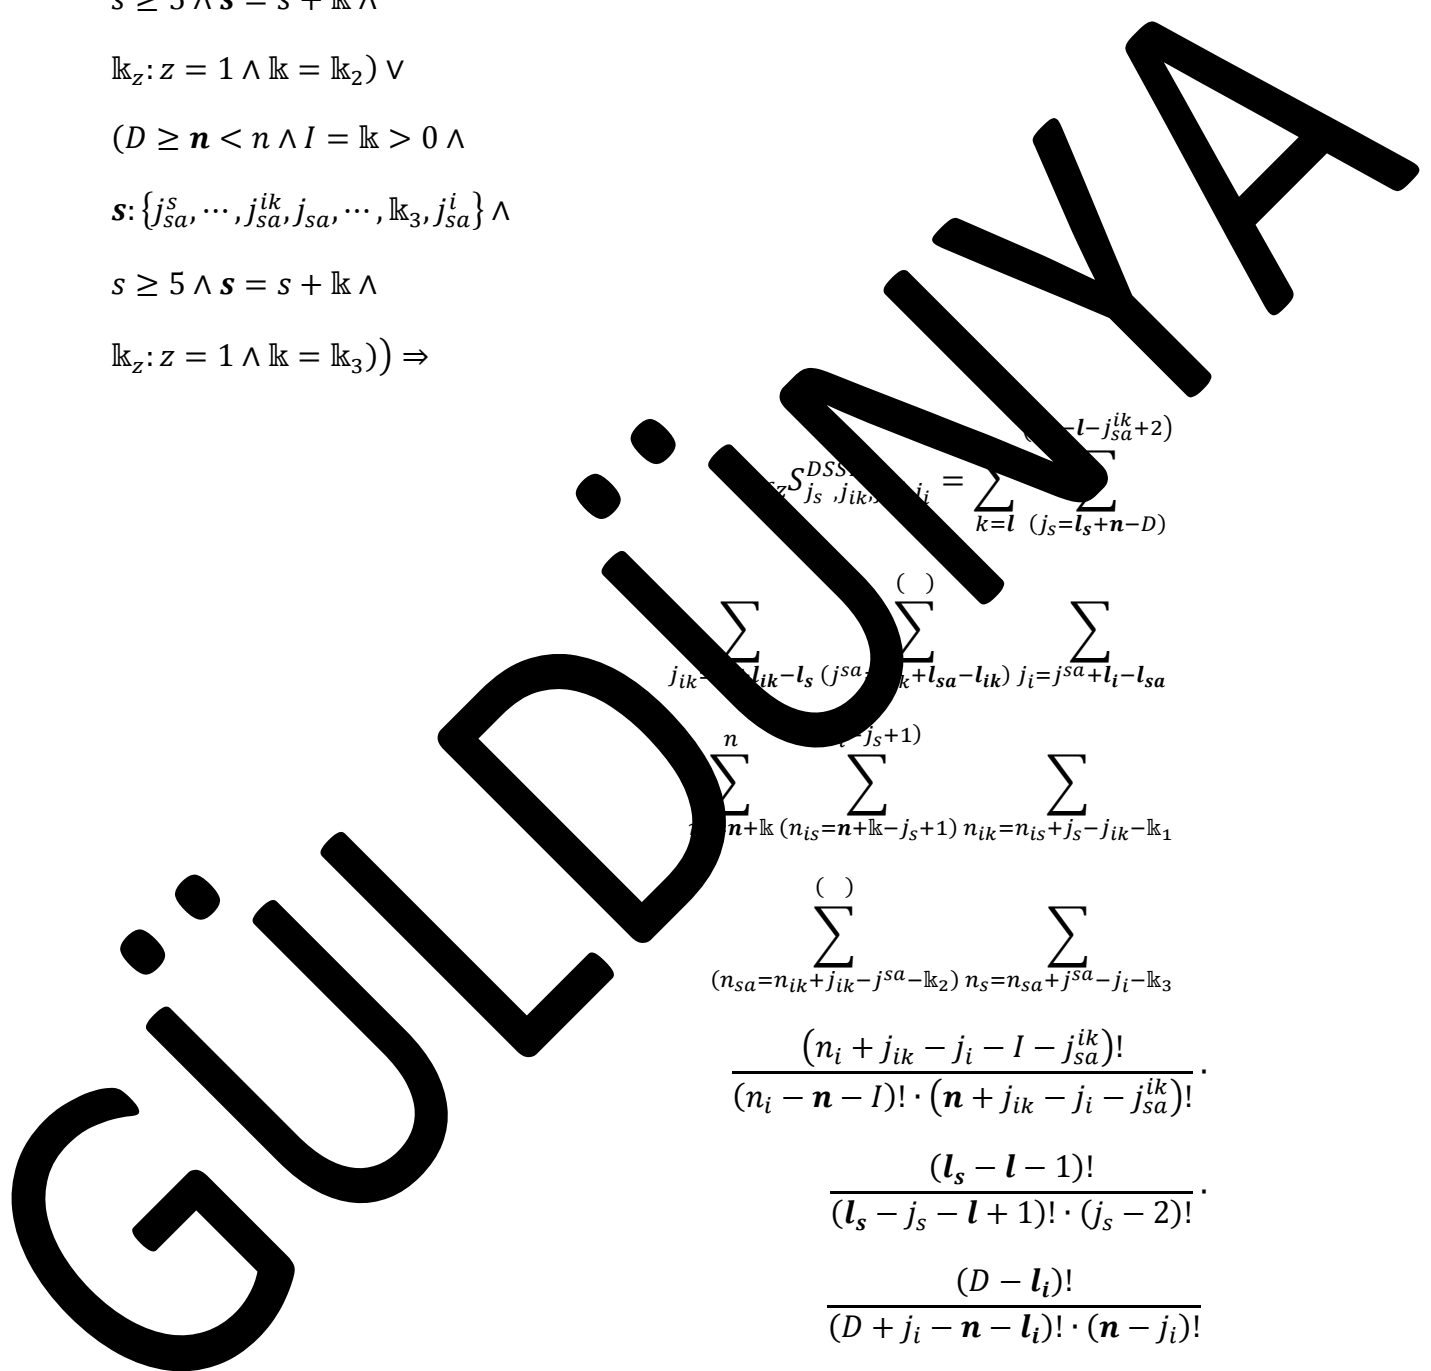 s ≥ 5 ∧ 𝒔 = s + 𝕜 ∧
𝕜_z: z = 1 ∧ 𝕜 = 𝕜_2) ∨
(D ≥ 𝒏 < n ∧ I = 𝕜 > 0 ∧
𝒔: {j_{sa}^{s}, ⋯, j_{sa}^{ik}, j_{sa}, ⋯, 𝕜_3, j_{sa}^{i}} ∧
s ≥ 5 ∧ 𝒔 = s + 𝕜 ∧
𝕜_z: z = 1 ∧ 𝕜 = 𝕜_3)) ⇒
−𝒍−j_{sa}^{ik}+2)
S_{j_s, j_{ik}, j_i}^{DSS} = ∑ ∑
k=𝒍 (j_s=𝒍_𝒔+𝒏−D)
( )
∑ ∑ ∑
j_{ik} 𝒍_{𝒊𝒌}−𝒍_𝒔 (j^{sa} +𝒍_{𝒔𝒂}−𝒍_{𝒊𝒌}) j_i=j^{sa}+𝒍_𝒊−𝒍_{𝒔𝒂}
n −j_s+1)
∑ ∑ ∑
𝒏+𝕜 (n_{is}=𝒏+𝕜−j_s+1) n_{ik}=n_{is}+j_s−j_{ik}−𝕜_1
( )
∑ ∑
(n_{sa}=n_{ik}+j_{ik}−j^{sa}−𝕜_2) n_s=n_{sa}+j^{sa}−j_i−𝕜_3
(n_i + j_{ik} − j_i − I − j_{sa}^{ik})!
(n_i − 𝒏 − I)! · (𝒏 + j_{ik} − j_i − j_{sa}^{ik})! ·
(𝒍_𝒔 − 𝒍 − 1)!
(𝒍_𝒔 − j_s − 𝒍 + 1)! · (j_s − 2)! ·
(D − 𝒍_𝒊)!
(D + j_i − 𝒏 − 𝒍_𝒊)! · (𝒏 − j_i)!
GÜLDÜNYA